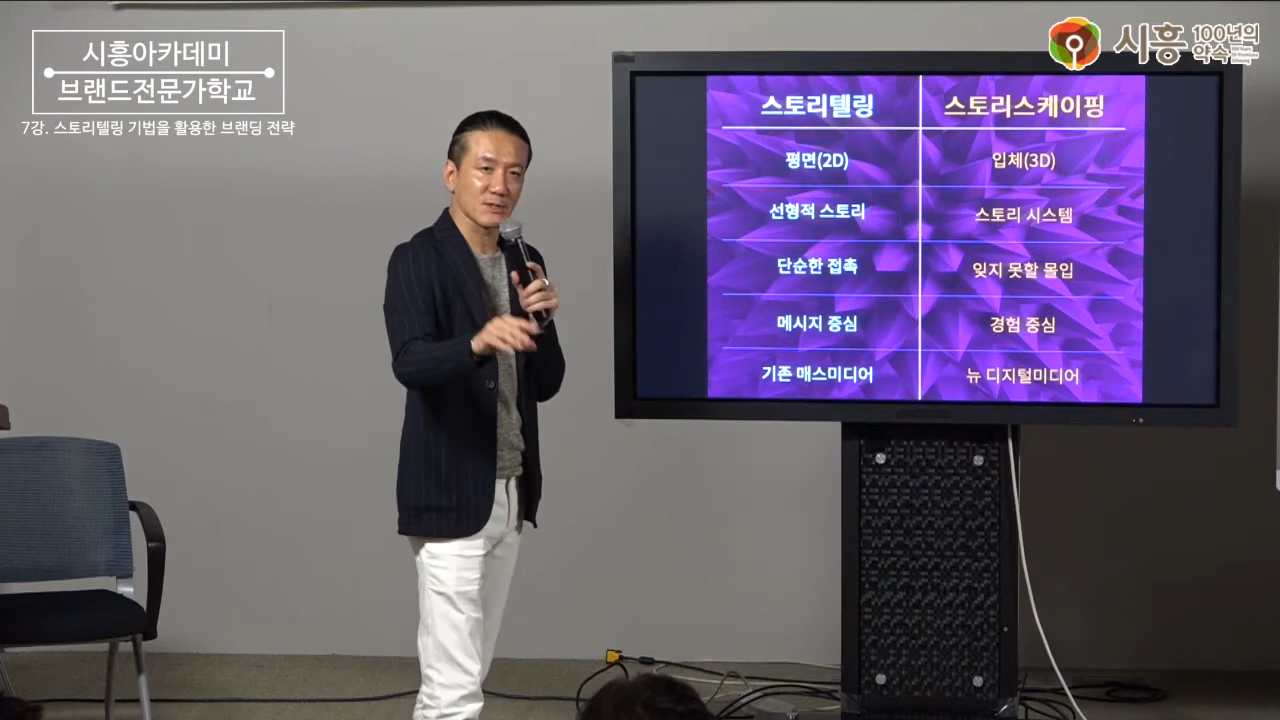 시흥아카데미
브랜드전문가학교
7강. 스토리텔링 기법을 활용한 브랜딩 전략
시흥 100년의
약속
스토리텔링 스토리스케이핑
평면(2D) 입체(3D)
선형적 스토리 스토리 시스템
단순한 접촉 잊지 못할 몰입
메시지 중심 경험 중심
기존 매스미디어 뉴 디지털미디어